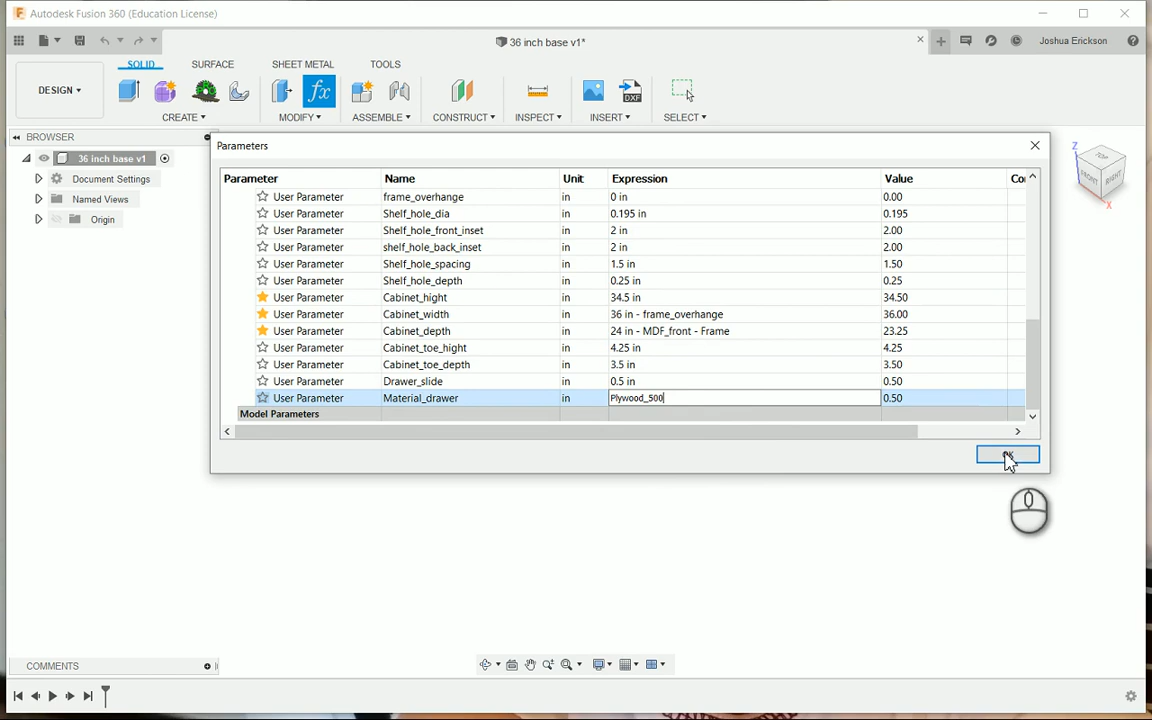 Autodesk Fusion 360 (Education License)
36 inch base v1*
Joshua Erickson
SOLID SURFACE SHEET METAL TOOLS
DESIGN
fx
DXF
CREATE MODIFY ASSEMBLE CONSTRUCT INSPECT INSERT SELECT
BROWSER
36 inch base v1
Document Settings
Named Views
Origin
Parameters
Parameter Name Unit Expression Value
User Parameter frame_overhange in 0 in 0.00
User Parameter Shelf_hole_dia in 0.195 in 0.195
User Parameter Shelf_hole_front_inset in 2 in 2.00
User Parameter shelf_hole_back_inset in 2 in 2.00
User Parameter Shelf_hole_spacing in 1.5 in 1.50
User Parameter Shelf_hole_depth in 0.25 in 0.25
User Parameter Cabinet_hight in 34.5 in 34.50
User Parameter Cabinet_width in 36 in - frame_overhange 36.00
User Parameter Cabinet_depth in 24 in - MDF_front - Frame 23.25
User Parameter Cabinet_toe_hight in 4.25 in 4.25
User Parameter Cabinet_toe_depth in 3.5 in 3.50
User Parameter Drawer_slide in 0.5 in 0.50
User Parameter Material_drawer in Plywood_500 0.50
Model Parameters
OK
Z
TOP
FRONT RIGHT
X
COMMENTS